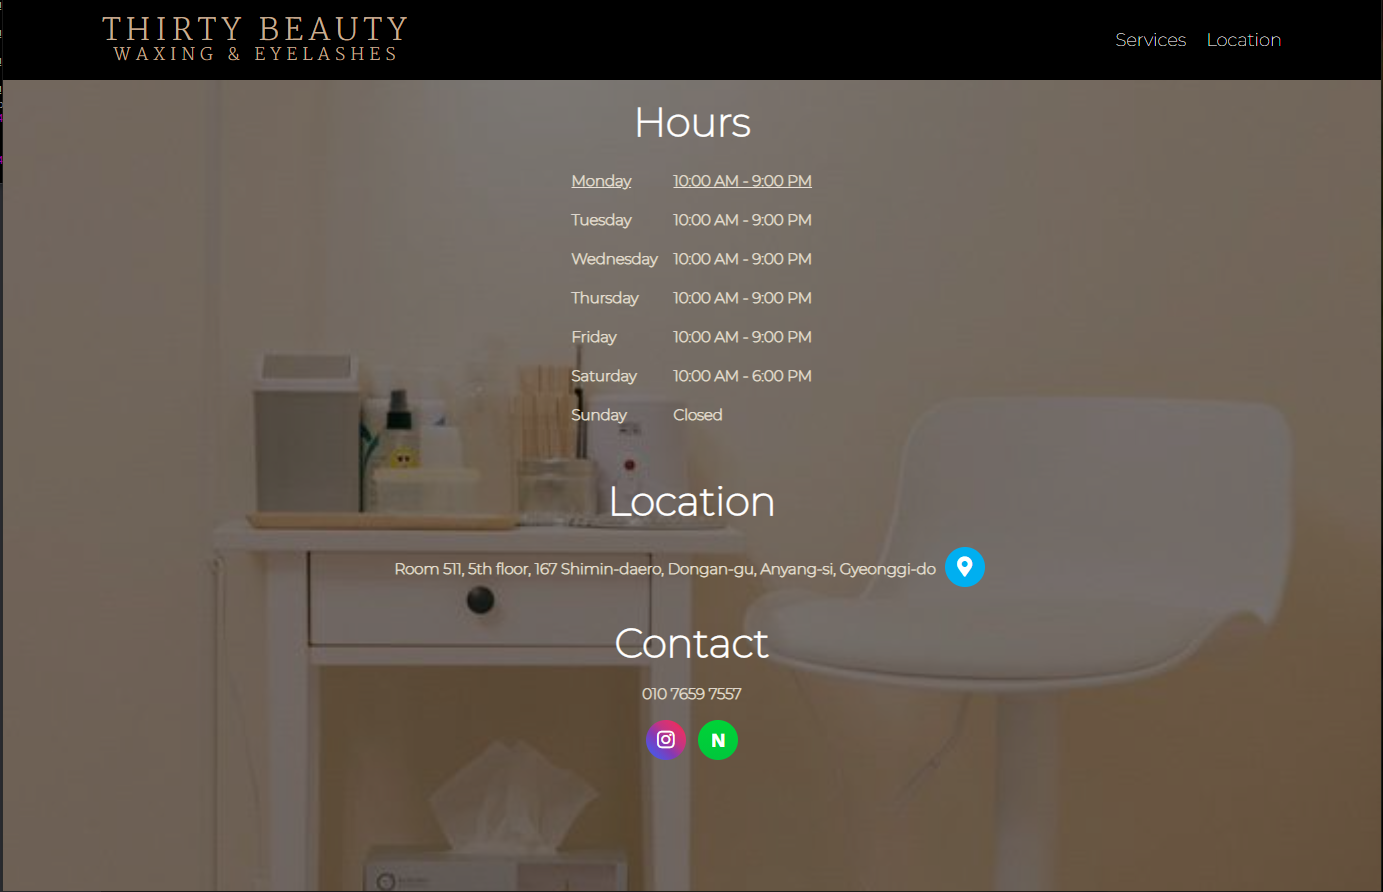 THIRTY BEAUTY
WAXING & EYELASHES
Services Location
Hours
Monday 10:00 AM - 9:00 PM
Tuesday 10:00 AM - 9:00 PM
Wednesday 10:00 AM - 9:00 PM
Thursday 10:00 AM - 9:00 PM
Friday 10:00 AM - 9:00 PM
Saturday 10:00 AM - 6:00 PM
Sunday Closed
Location
Room 511, 5th floor, 167 Shimin-daero, Dongan-gu, Anyang-si, Gyeonggi-do
Contact
010 7659 7557
N